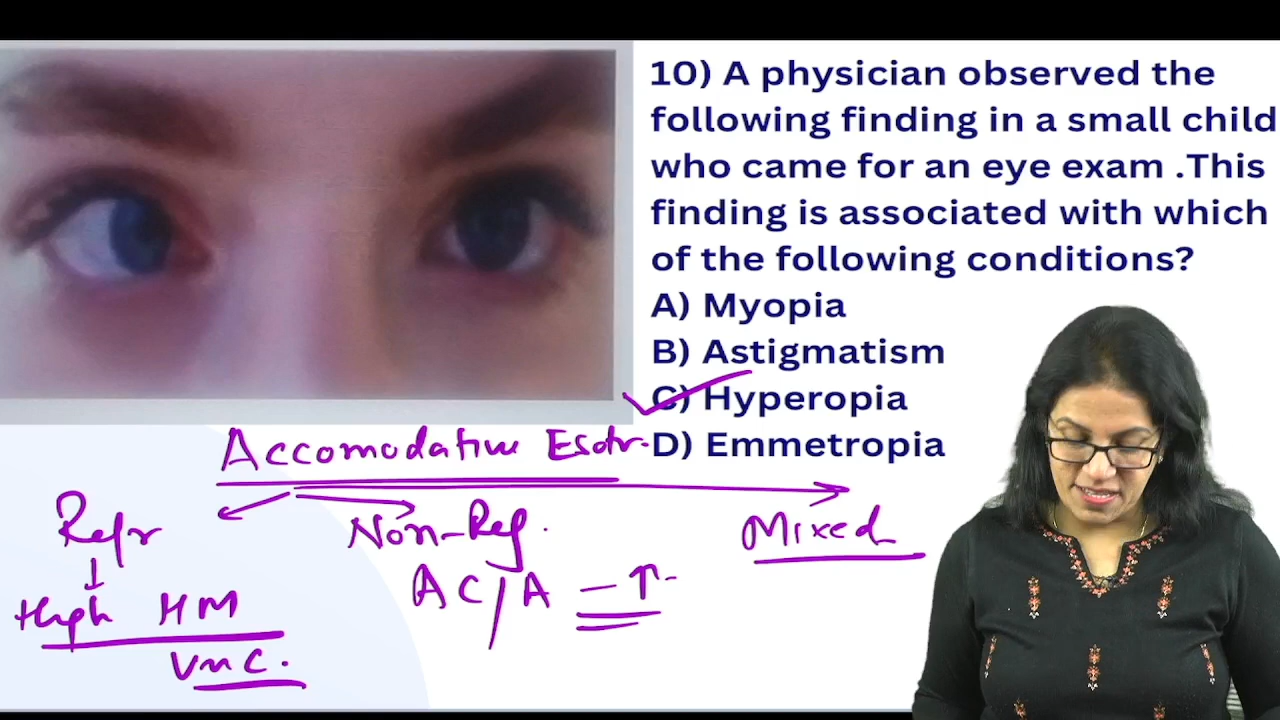 10) A physician observed the
following finding in a small child
who came for an eye exam .This
finding is associated with which
of the following conditions?
A) Myopia
B) Astigmatism
C) Hyperopia
D) Emmetropia
Accomodative Esotr-
Refr
Non-Ref.
Mixed
High HM
AC/A - ↑